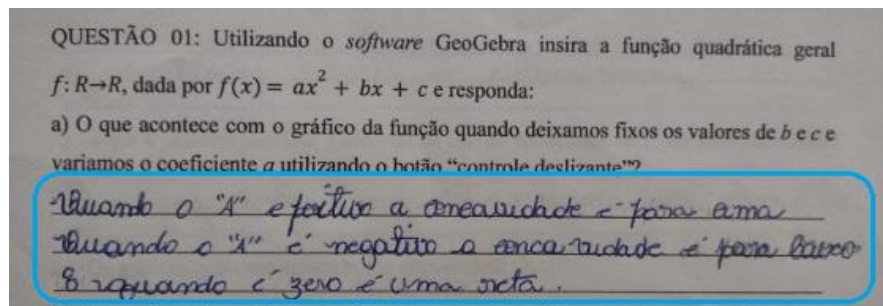 QUESTÃO 01: Utilizando o software GeoGebra insira a função quadrática geral
f: R→R, dada por f(x) = ax² + bx + c e responda:
a) O que acontece com o gráfico da função quando deixamos fixos os valores de b e c e
variamos o coeficiente a utilizando o botão “controle deslizante”?
Quando o "A" e positivo a concavidade e para cima
Quando o "A" é negativo a concavidade é para baixo
E quando é zero é uma reta.